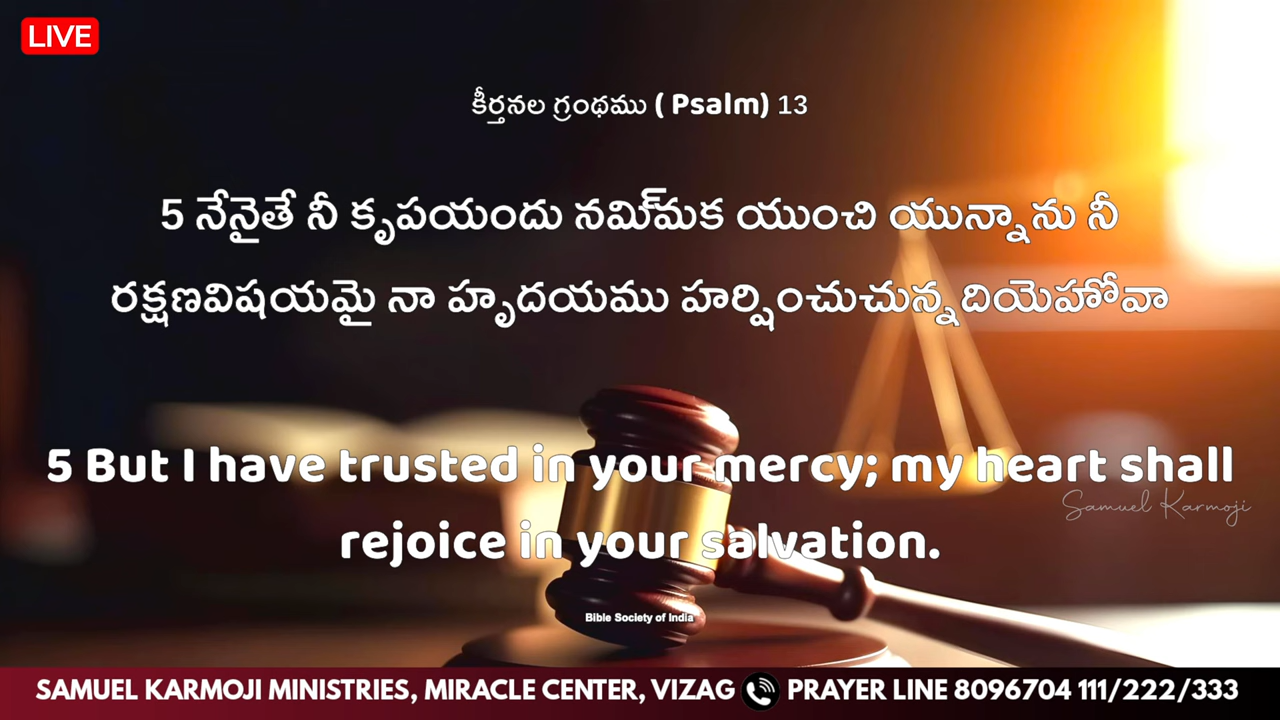 LIVE
కీర్తనల గ్రంథము ( Psalm) 13
5 నేనైతే నీ కృపయందు నమి్మక యుంచి యున్నాను నీ
రక్షణవిషయమై నా హృదయము హర్షించుచున్నదియెహోవా
5 But I have trusted in your mercy; my heart shall
Samuel Karmoji
rejoice in your salvation.
Bible Society of India
SAMUEL KARMOJI MINISTRIES, MIRACLE CENTER, VIZAG PRAYER LINE 8096704 111/222/333